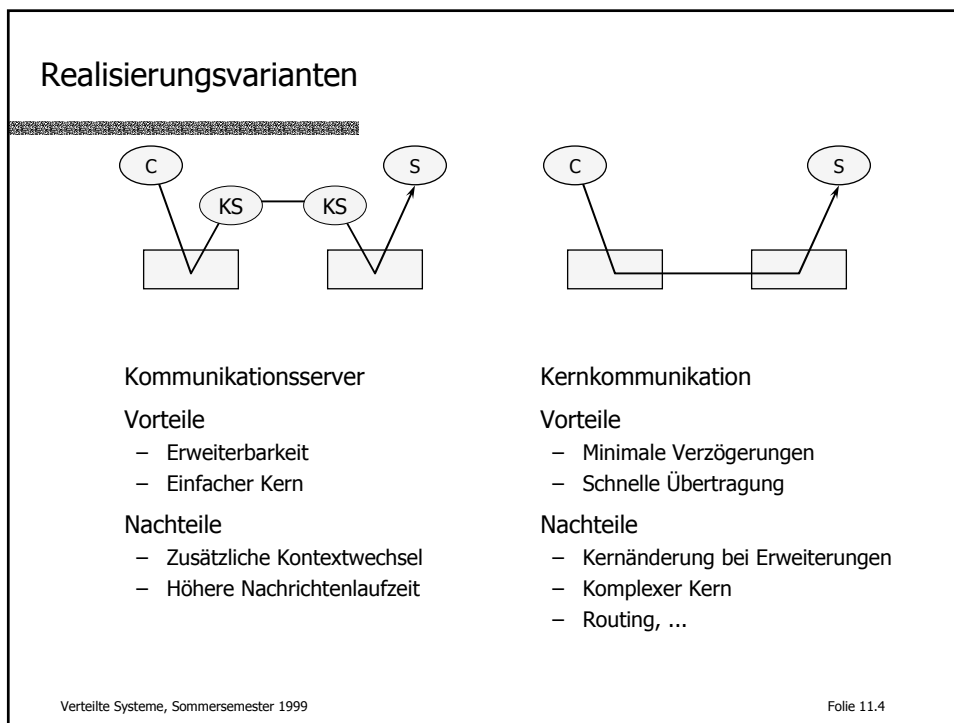 Realisierungsvarianten
C
S
KS
KS
C
S
Kommunikationsserver
Vorteile
– Erweiterbarkeit
– Einfacher Kern
Nachteile
– Zusätzliche Kontextwechsel
– Höhere Nachrichtenlaufzeit
Kernkommunikation
Vorteile
– Minimale Verzögerungen
– Schnelle Übertragung
Nachteile
– Kernänderung bei Erweiterungen
– Komplexer Kern
– Routing, ...
Verteilte Systeme, Sommersemester 1999
Folie 11.4